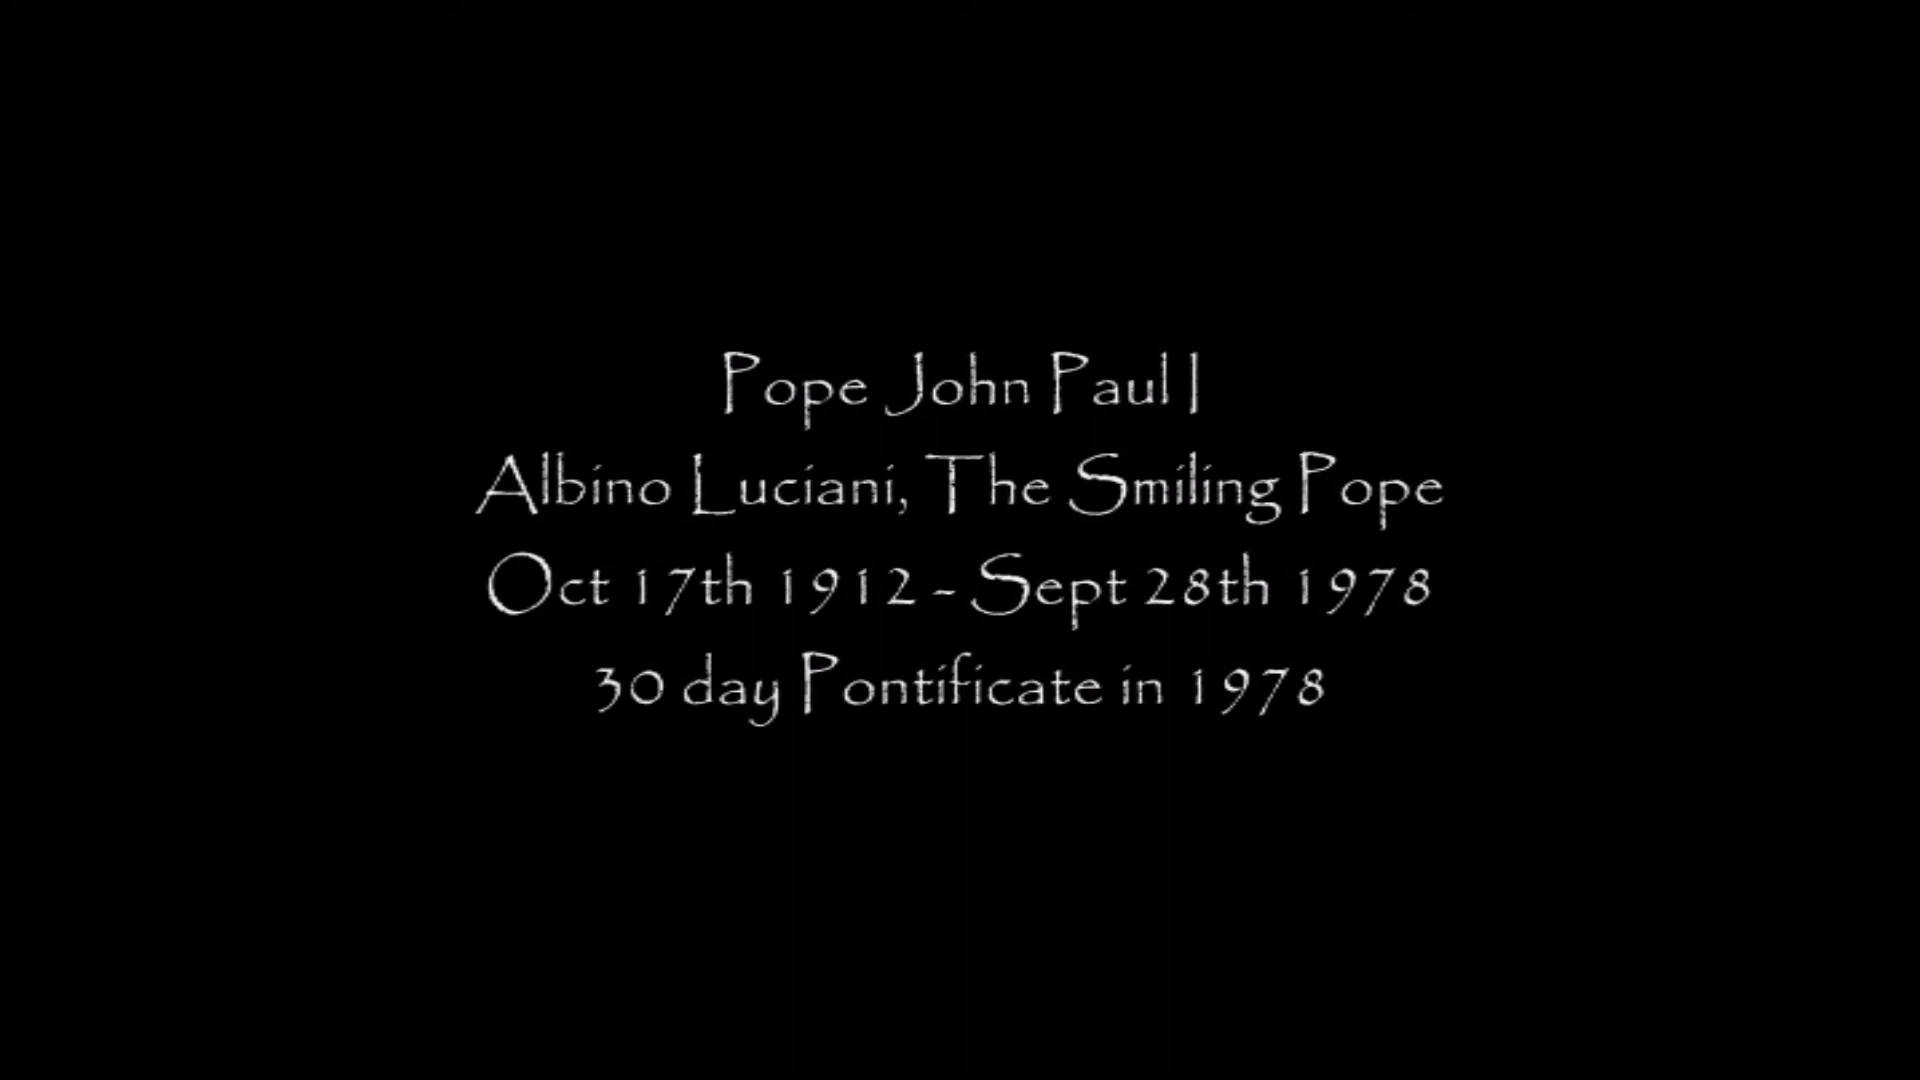 Pope John Paul I
Albino Luciani, The Smiling Pope
Oct 17th 1912 - Sept 28th 1978
30 day Pontificate in 1978